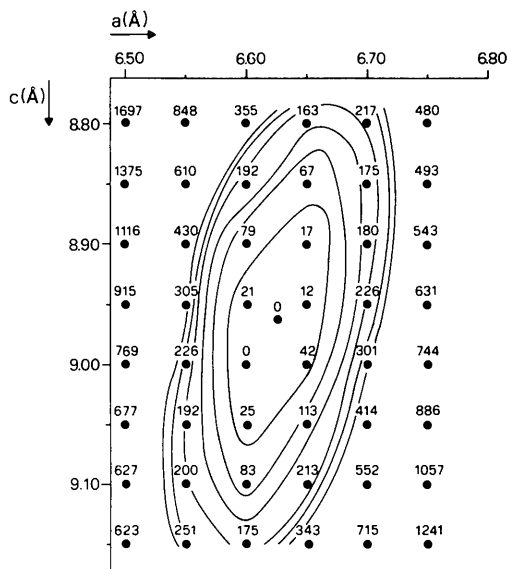 a(Å)
6.50 6.60 6.70 6.80
c(Å)
1697 848 355 163 217 480
8.80
1375 610 192 67 175 493
1116 430 79 17 180 543
8.90
915 305 21 12 226 631
0
769 226 0 42 301 744
9.00
677 192 25 113 414 886
627 200 83 213 552 1057
9.10
623 251 175 343 715 1241